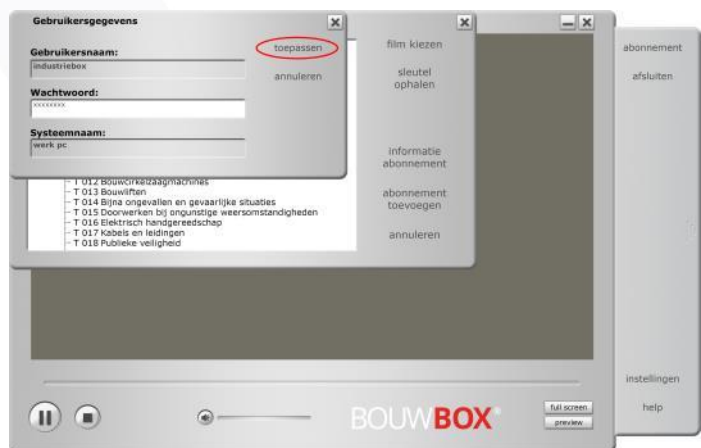 Gebruikersgegevens
Gebruikersnaam:
industriebox
Wachtwoord:
xxxxxxxx
Systeemnaam:
werk pc
toepassen
annuleren
film kiezen
sleutel
ophalen
informatie
abonnement
abonnement
toevoegen
annuleren
T 012 Bouwcirkelzaagmachines
T 013 Bouwliften
T 014 Bijna ongevallen en gevaarlijke situaties
T 015 Doorwerken bij ongunstige weersomstandigheden
T 016 Elektrisch handgereedschap
T 017 Kabels en leidingen
T 018 Publieke veiligheid
abonnement
afsluiten
instellingen
help
BOUWBOX®
full screen
preview